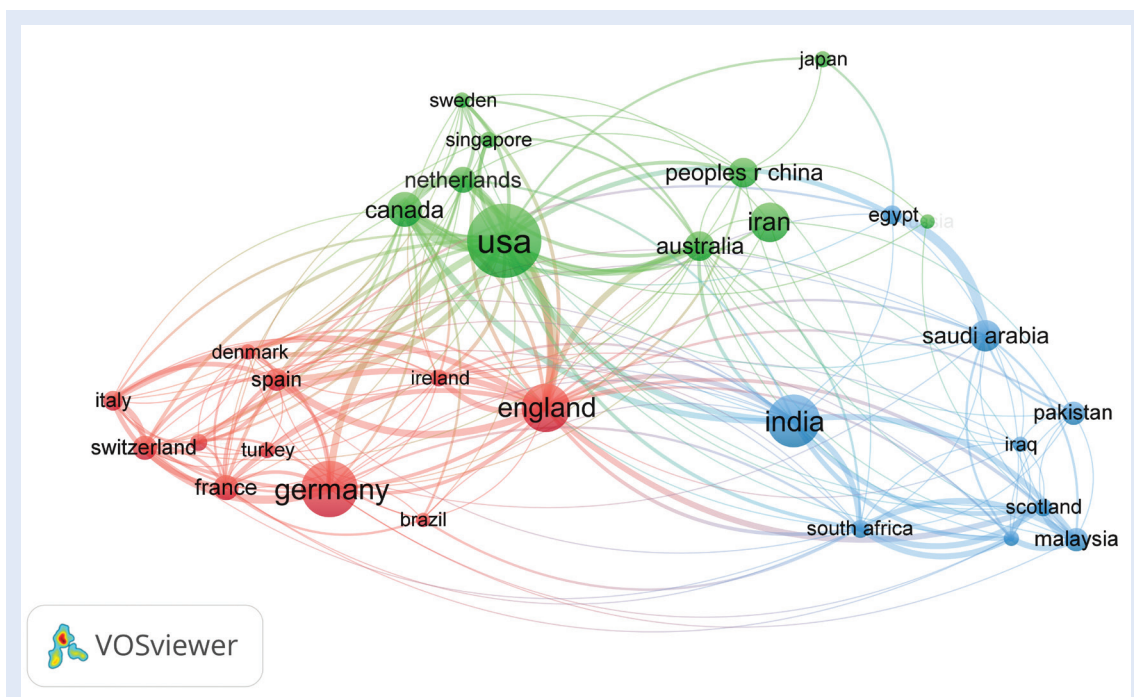 japan
sweden
singapore
peoples r china
netherlands
canada
iran
egypt
usa
australia
saudi arabia
denmark
spain
ireland
italy
england
pakistan
india
switzerland
turkey
iraq
france
germany
scotland
brazil
south africa
malaysia
VOSviewer